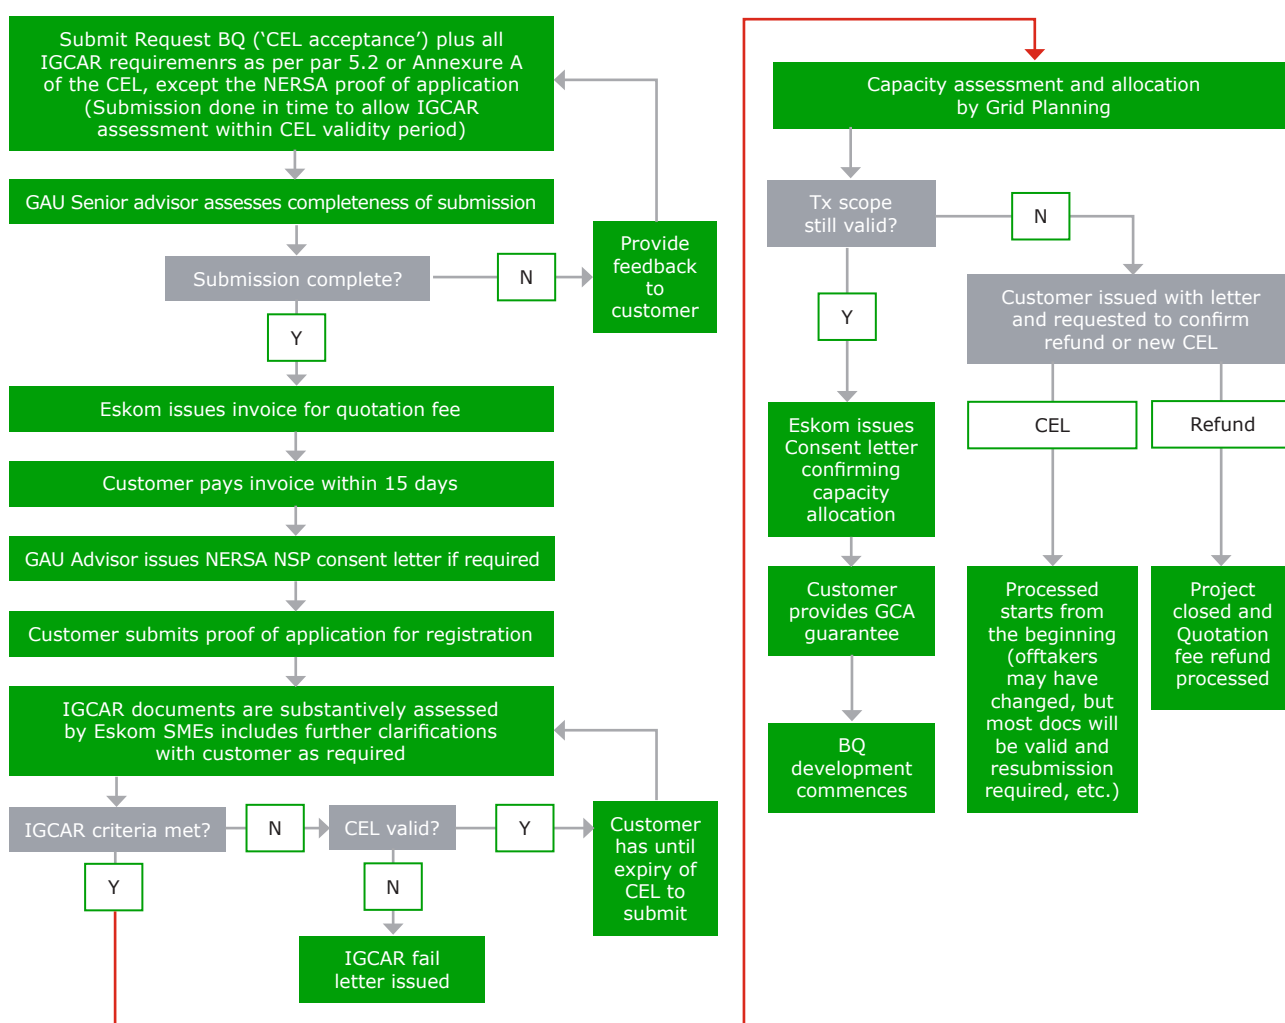 Submit Request BQ (‘CEL acceptance’) plus all
IGCAR requiremenrs as per par 5.2 or Annexure A
of the CEL, except the NERSA proof of application
(Submission done in time to allow IGCAR
assessment within CEL validity period)
GAU Senior advisor assesses completeness of submission
Submission complete?
N
Provide
feedback
to
customer
Y
Eskom issues invoice for quotation fee
Customer pays invoice within 15 days
GAU Advisor issues NERSA NSP consent letter if required
Customer submits proof of application for registration
IGCAR documents are substantively assessed
by Eskom SMEs includes further clarifications
with customer as required
IGCAR criteria met?
N
CEL valid?
Y
Customer
has until
expiry of
CEL to
submit
Y
N
IGCAR fail
letter issued
Capacity assessment and allocation
by Grid Planning
Tx scope
still valid?
N
Y
Customer issued with letter
and requested to confirm
refund or new CEL
CEL
Refund
Eskom issues
Consent letter
confirming
capacity
allocation
Customer
provides GCA
guarantee
BQ
development
commences
Processed
starts from
the beginning
(offtakers
may have
changed, but
most docs will
be valid and
resubmission
required, etc.)
Project
closed and
Quotation
fee refund
processed